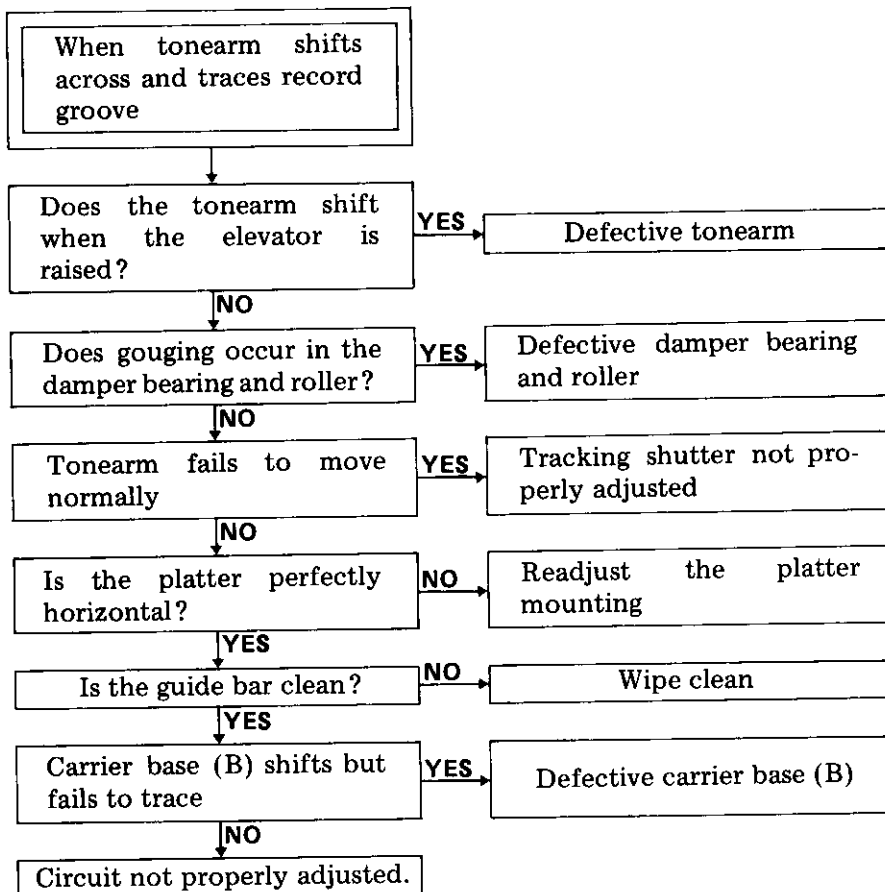 When tonearm shifts
across and traces record
groove
Does the tonearm shift
when the elevator is
raised?
YES
Defective tonearm
NO
Does gouging occur in the
damper bearing and roller?
YES
Defective damper bearing
and roller
NO
Tonearm fails to move
normally
YES
Tracking shutter not pro-
perly adjusted
NO
Is the platter perfectly
horizontal?
NO
Readjust the platter
mounting
YES
Is the guide bar clean?
NO
Wipe clean
YES
Carrier base (B) shifts but
fails to trace
YES
Defective carrier base (B)
NO
Circuit not properly adjusted.